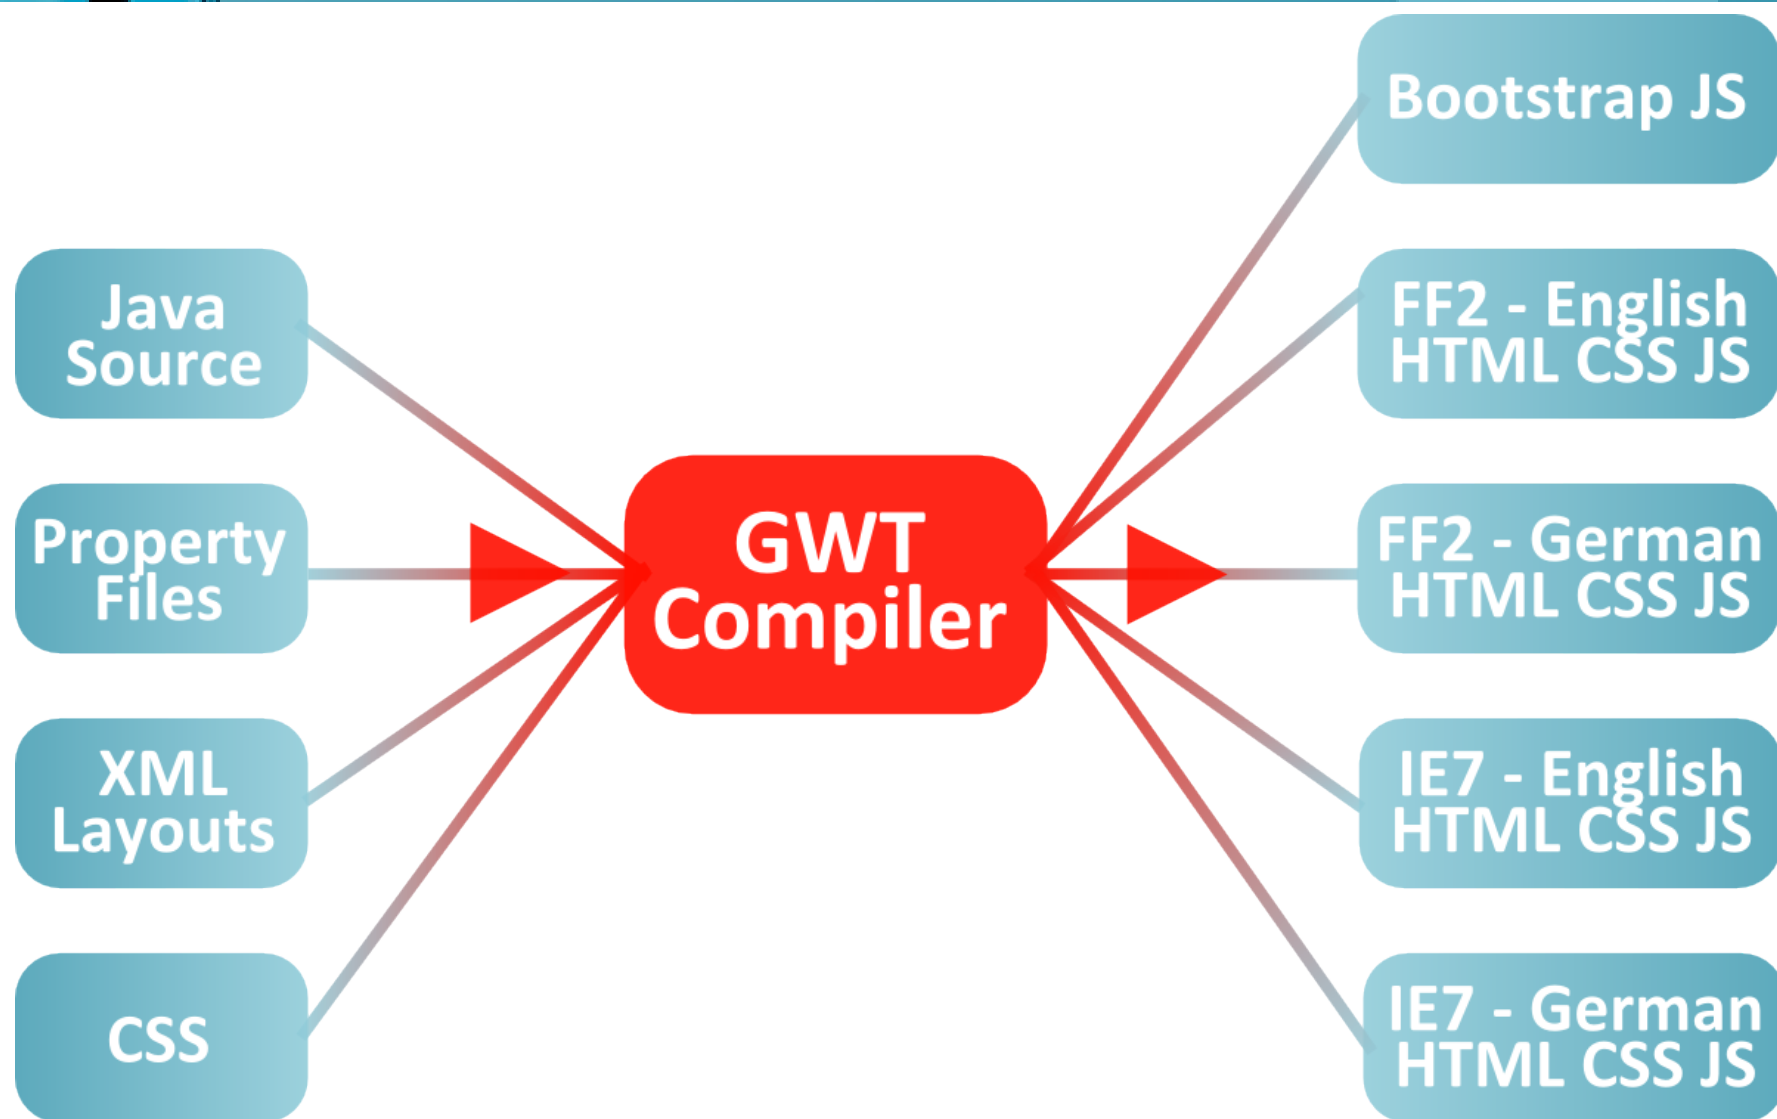 Java
Source
Property
Files
XML
Layouts
CSS
GWT
Compiler
Bootstrap JS
FF2 - English
HTML CSS JS
FF2 - German
HTML CSS JS
IE7 - English
HTML CSS JS
IE7 - German
HTML CSS JS